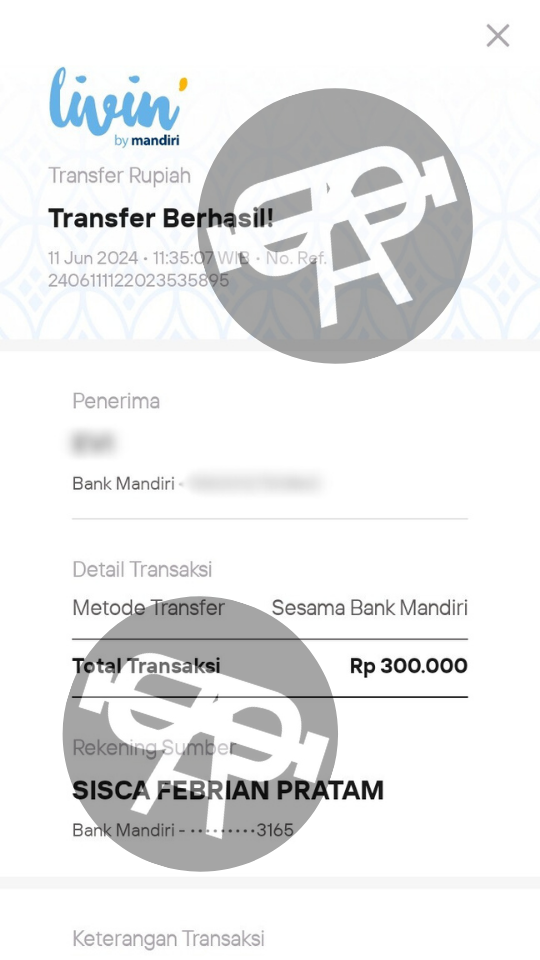 livin'
by mandiri
Transfer Rupiah
Transfer Berhasil!
11 Jun 2024 • 11:35:07 WIB • No. Ref.
2406111122023535895
Penerima
Bank Mandiri -
Detail Transaksi
Metode Transfer Sesama Bank Mandiri
Total Transaksi Rp 300.000
Rekening Sumber
SISCA FEBRIAN PRATAM
Bank Mandiri - •••••••••3165
Keterangan Transaksi